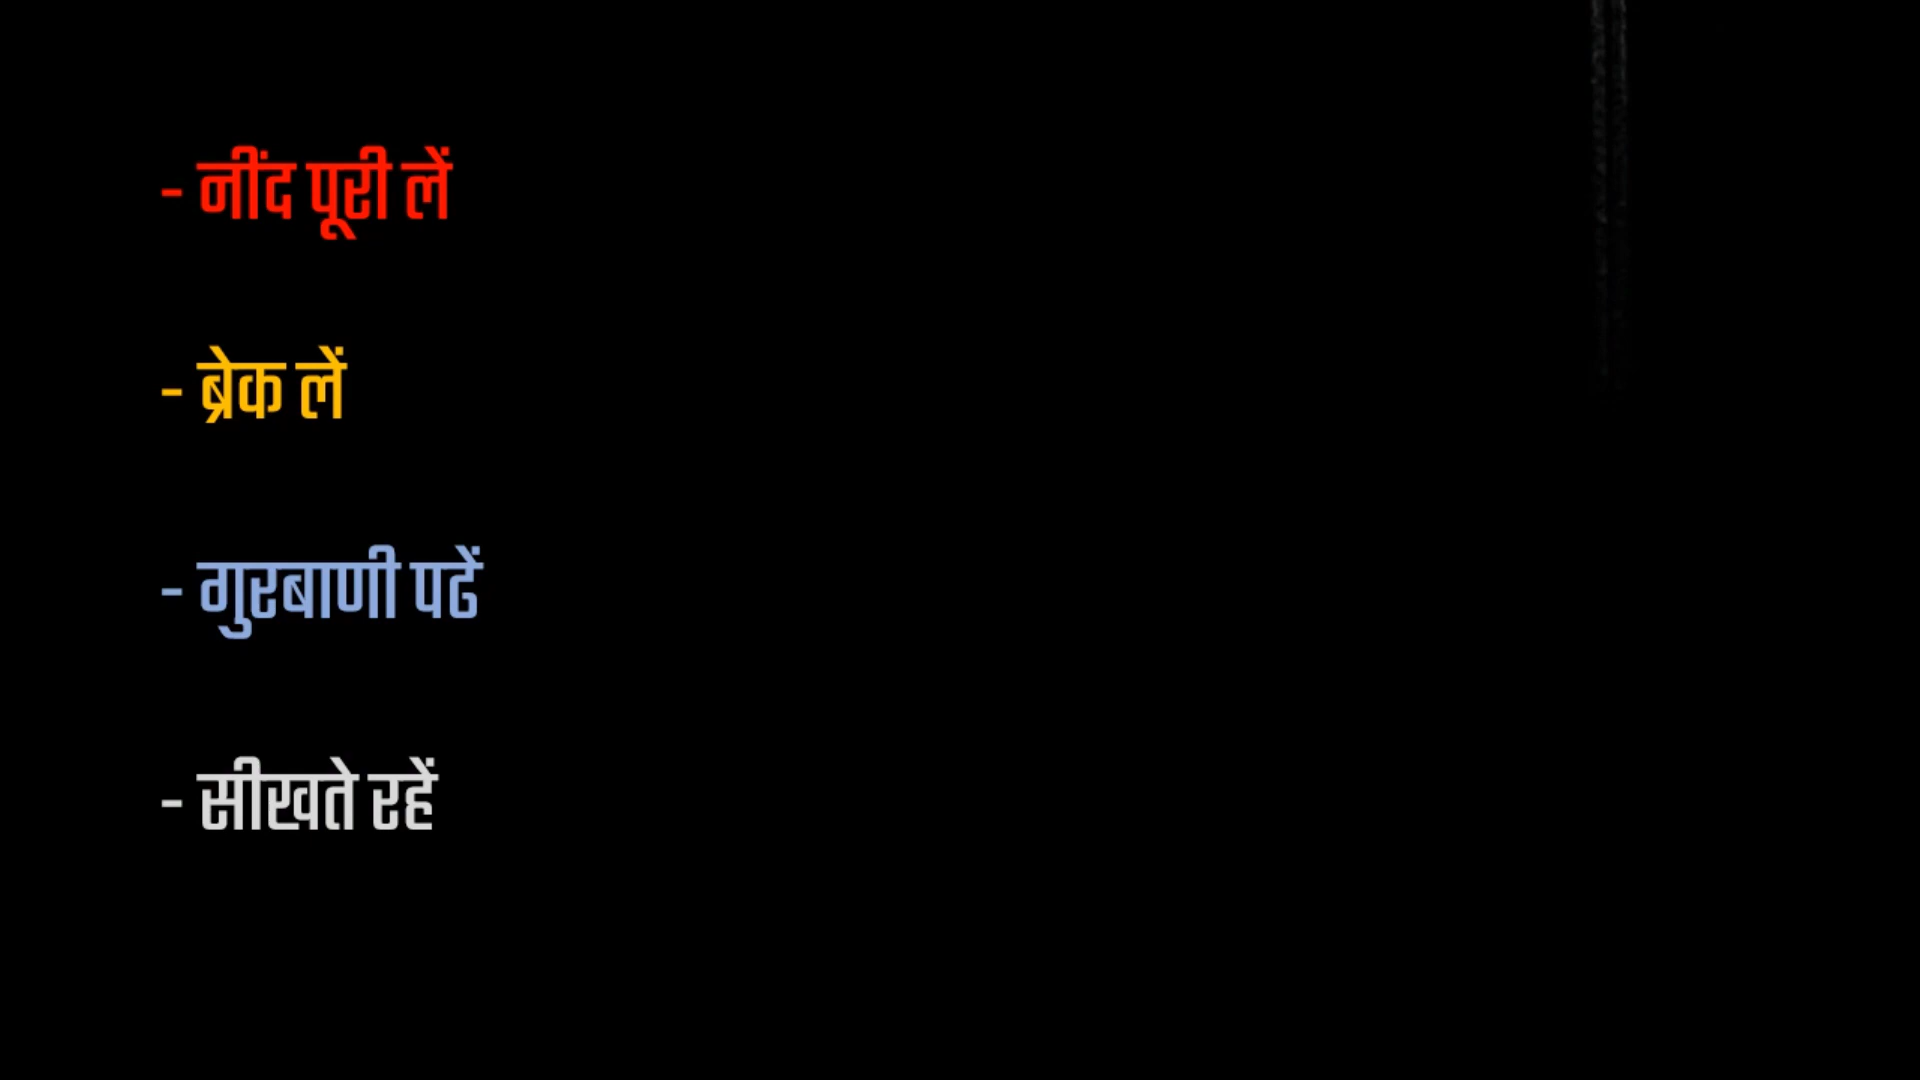 - नींद पूरी लें
- ब्रेक लें
- गुरबाणी पढें
- सीखते रहें